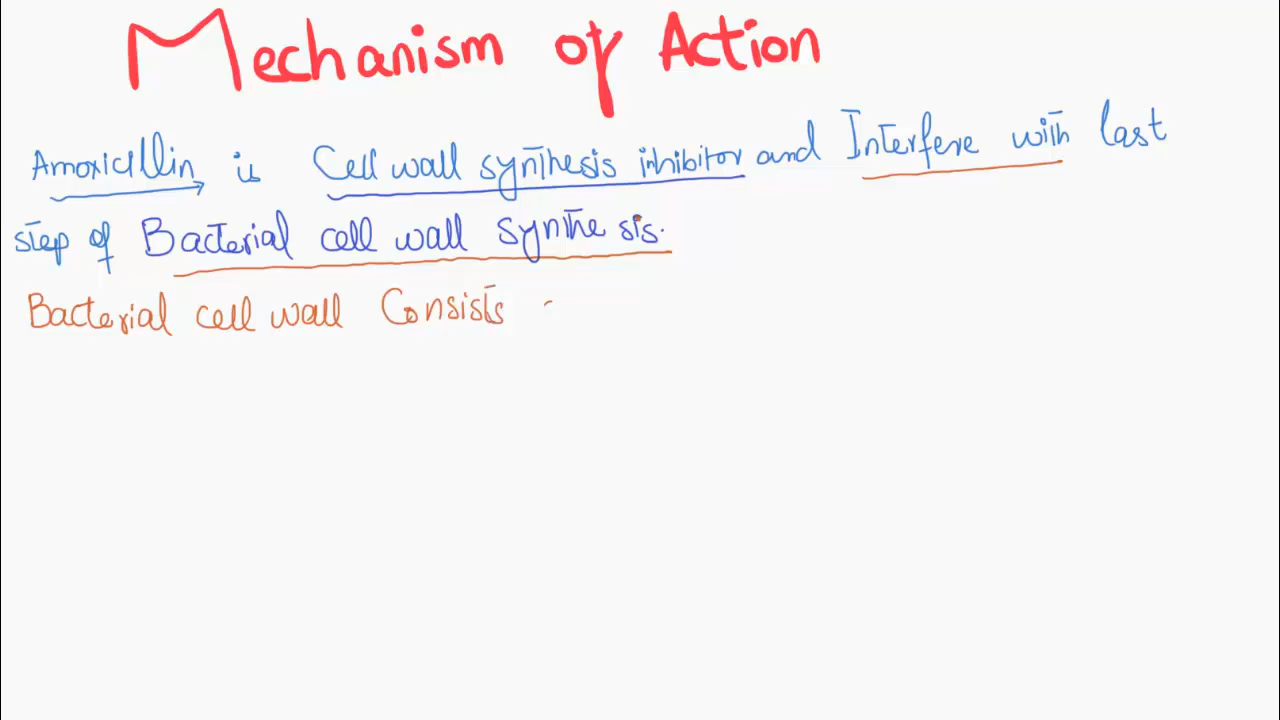 Mechanism of Action
Amoxicillin is Cell wall synthesis inhibitor and Interfere with last
step of Bacterial cell wall synthesis.
Bacterial cell wall Consists